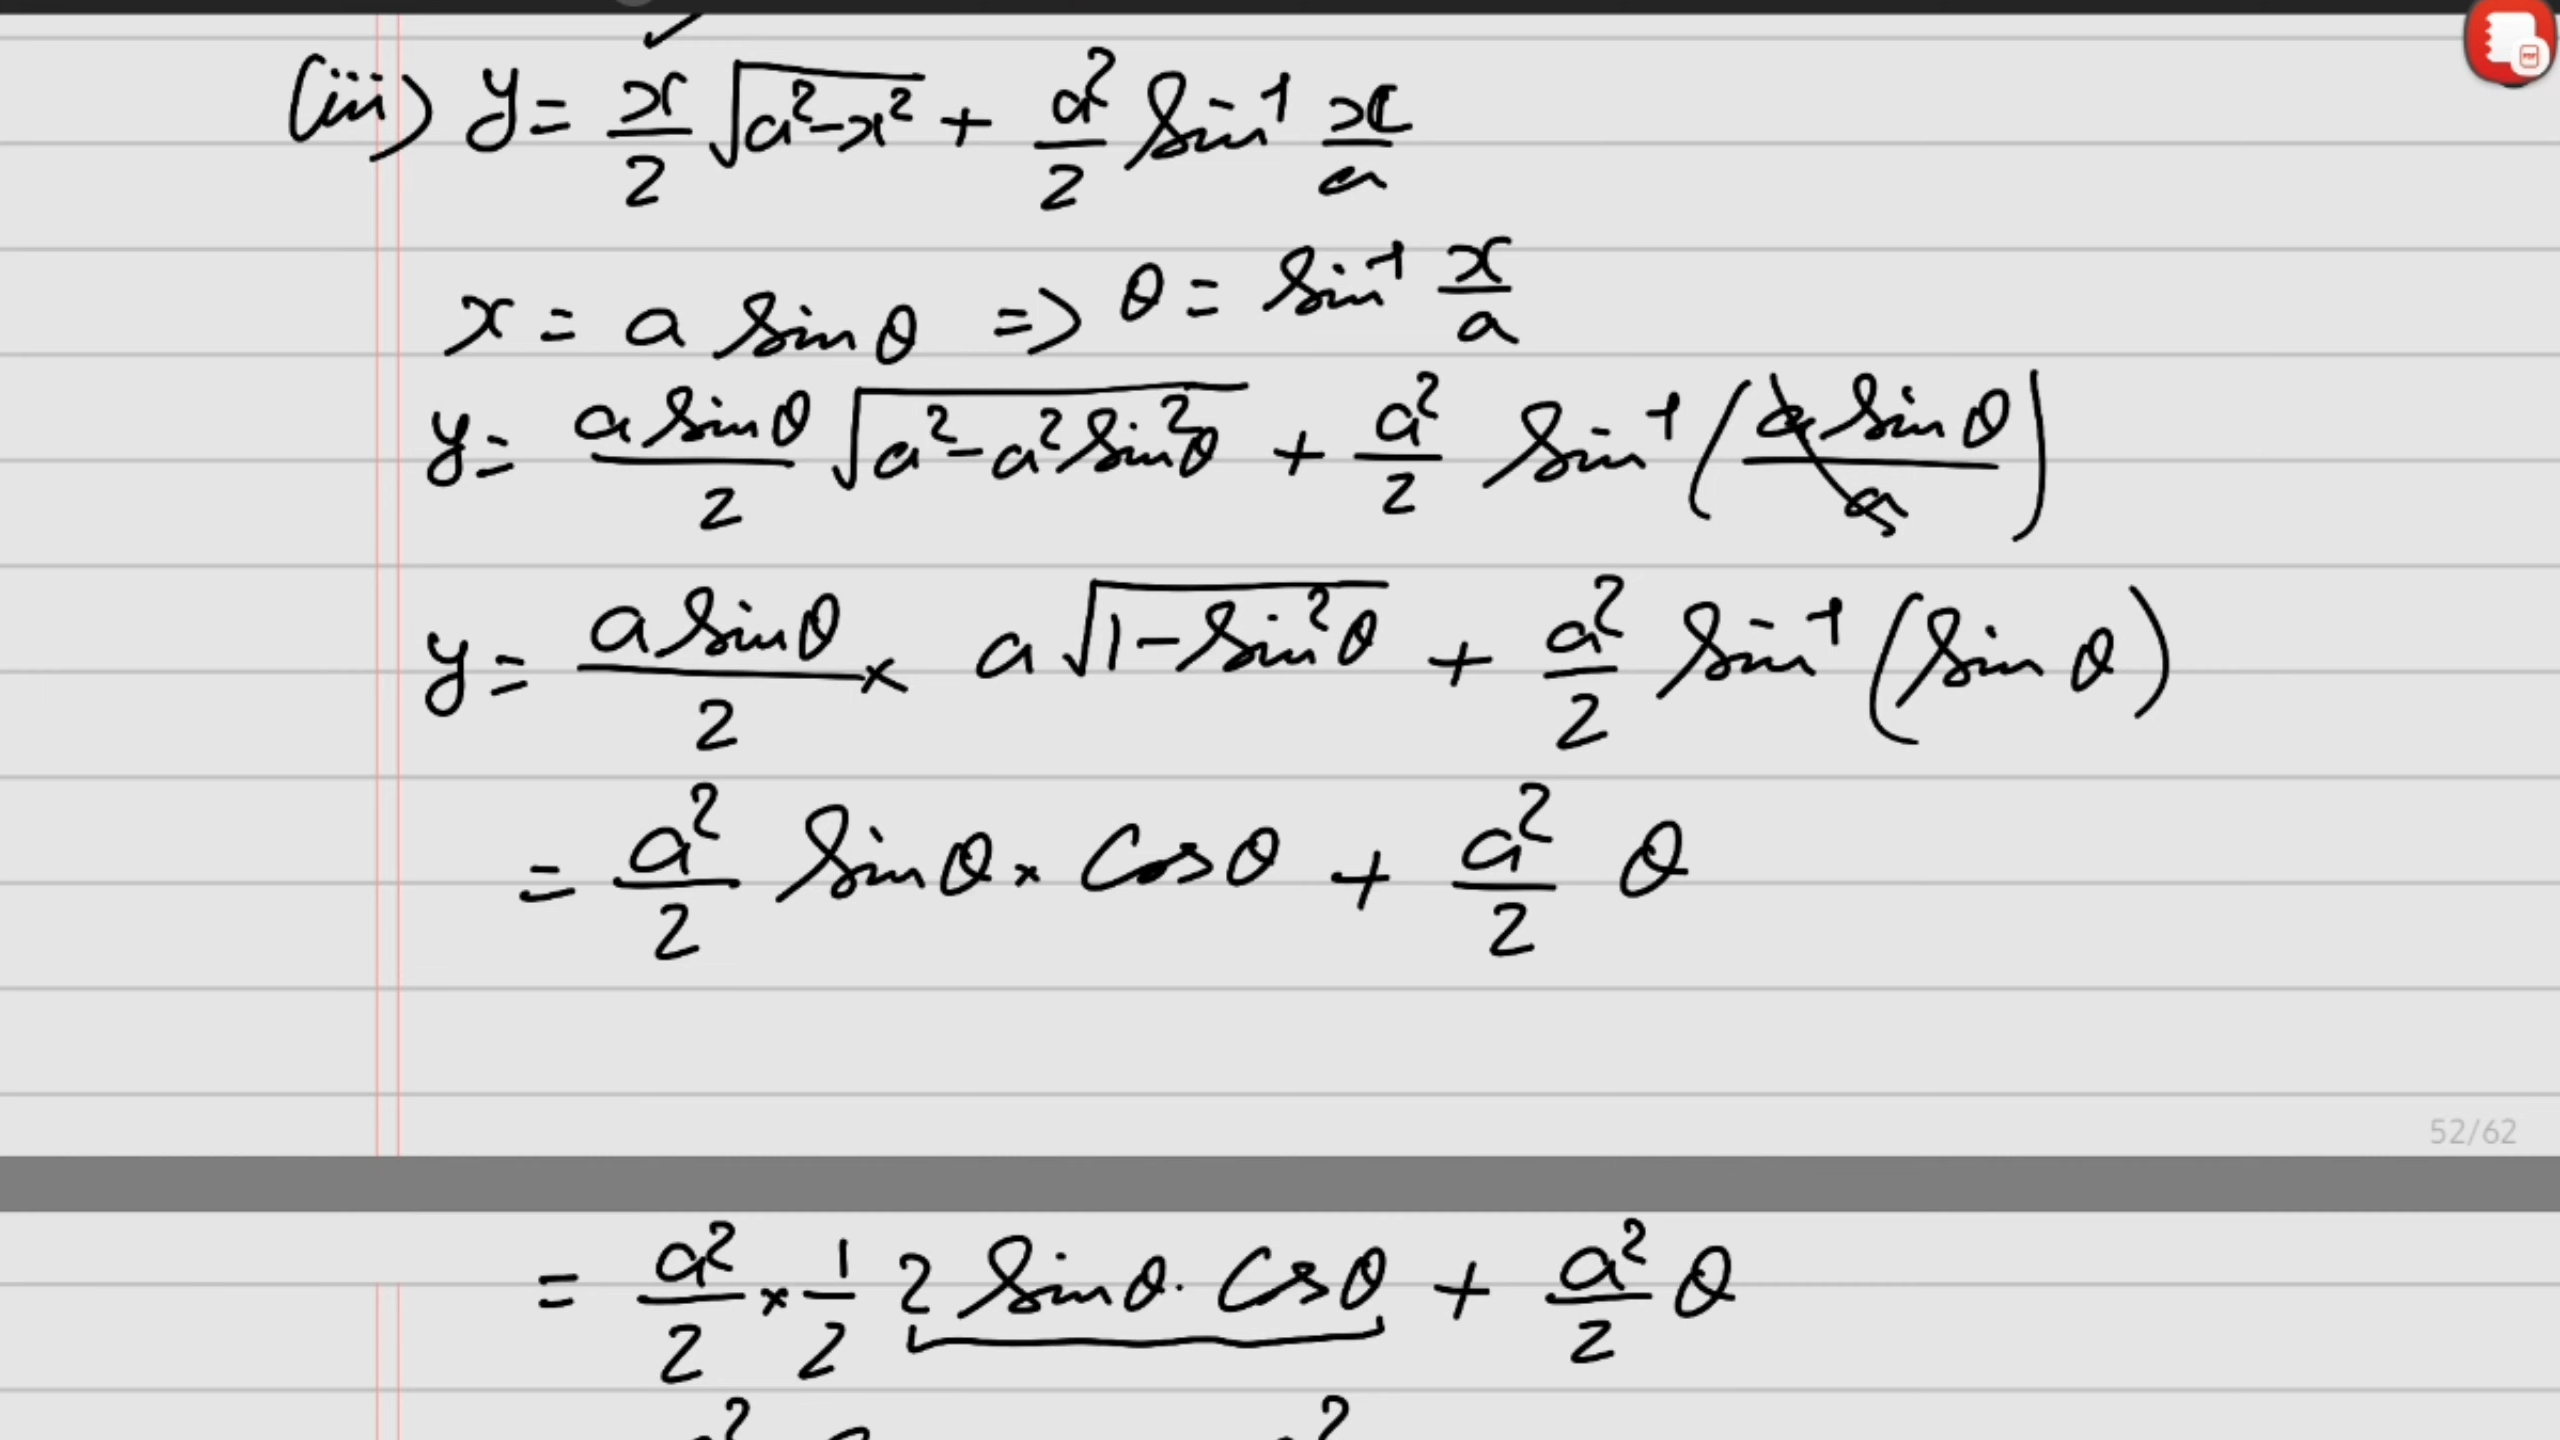 (iii) y = x/2 √(a²-x²) + a²/2 Sin⁻¹ x/a
x = a Sin θ => θ = Sin⁻¹ x/a
y = a Sin θ/2 √(a²-a² Sin²θ) + a²/2 Sin⁻¹ (a Sin θ/a)
y = a Sin θ/2 × a √(1-Sin²θ) + a²/2 Sin⁻¹ (Sin θ)
= a²/2 Sin θ × Cos θ + a²/2 θ
52/62
= a²/2 × 1/2 2 Sin θ . Cos θ + a²/2 θ